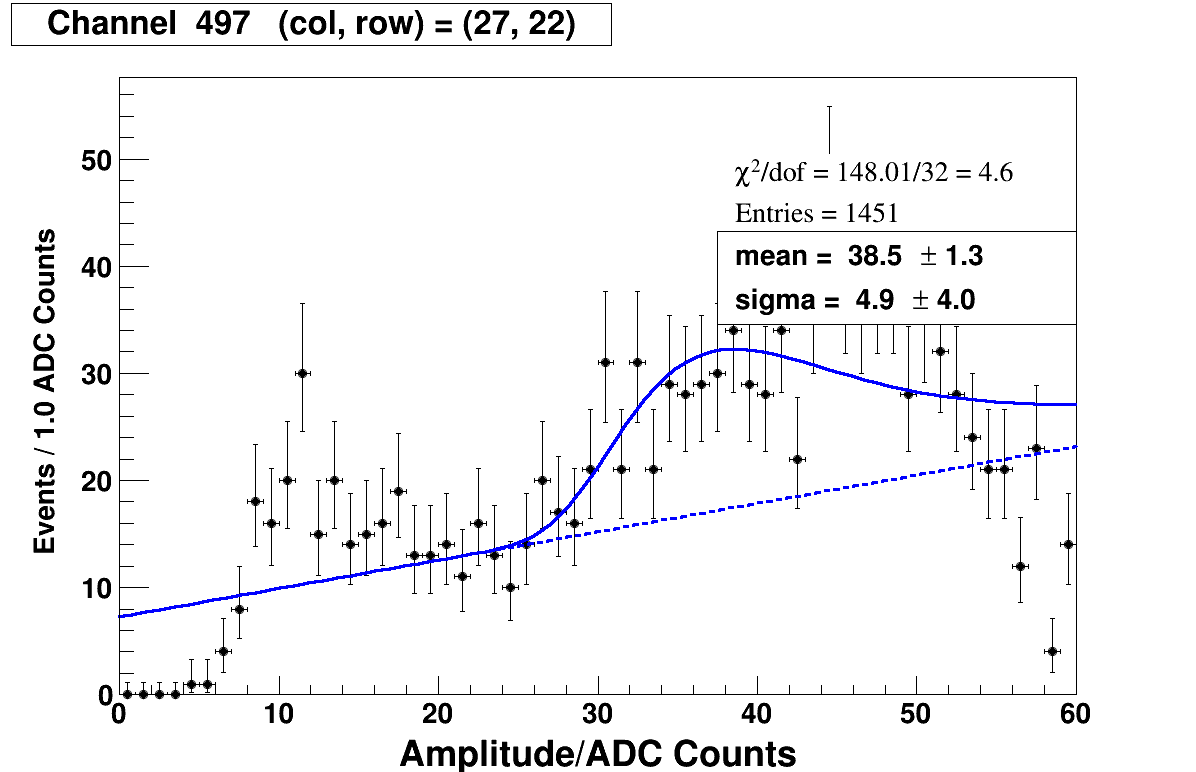 Channel 497 (col, row) = (27, 22)
χ²/dof = 148.01/32 = 4.6
Entries = 1451
mean = 38.5 ± 1.3
sigma = 4.9 ± 4.0
Events / 1.0 ADC Counts
50
40
30
20
10
0
0 10 20 30 40 50 60
Amplitude/ADC Counts